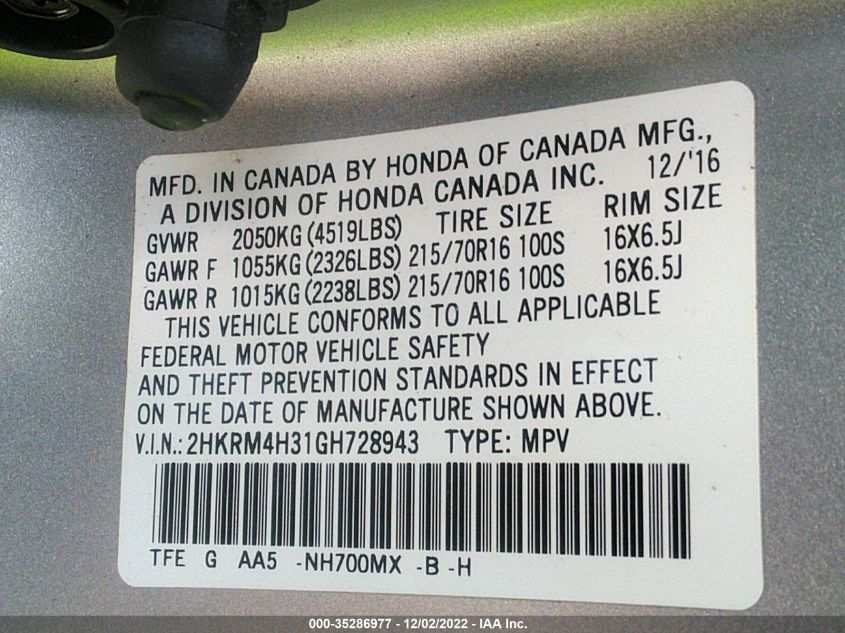 MFD. IN CANADA BY HONDA OF CANADA MFG.,
A DIVISION OF HONDA CANADA INC. 12/'16
GVWR 2050KG (4519LBS) TIRE SIZE RIM SIZE
GAWR F 1055KG (2326LBS) 215/70R16 100S 16X6.5J
GAWR R 1015KG (2238LBS) 215/70R16 100S 16X6.5J
THIS VEHICLE CONFORMS TO ALL APPLICABLE
FEDERAL MOTOR VEHICLE SAFETY
AND THEFT PREVENTION STANDARDS IN EFFECT
ON THE DATE OF MANUFACTURE SHOWN ABOVE.
V.I.N.: 2HKRM4H31GH728943 TYPE: MPV
TFE G AA5 -NH700MX -B -H
000-35286977 - 12/02/2022 - IAA Inc.